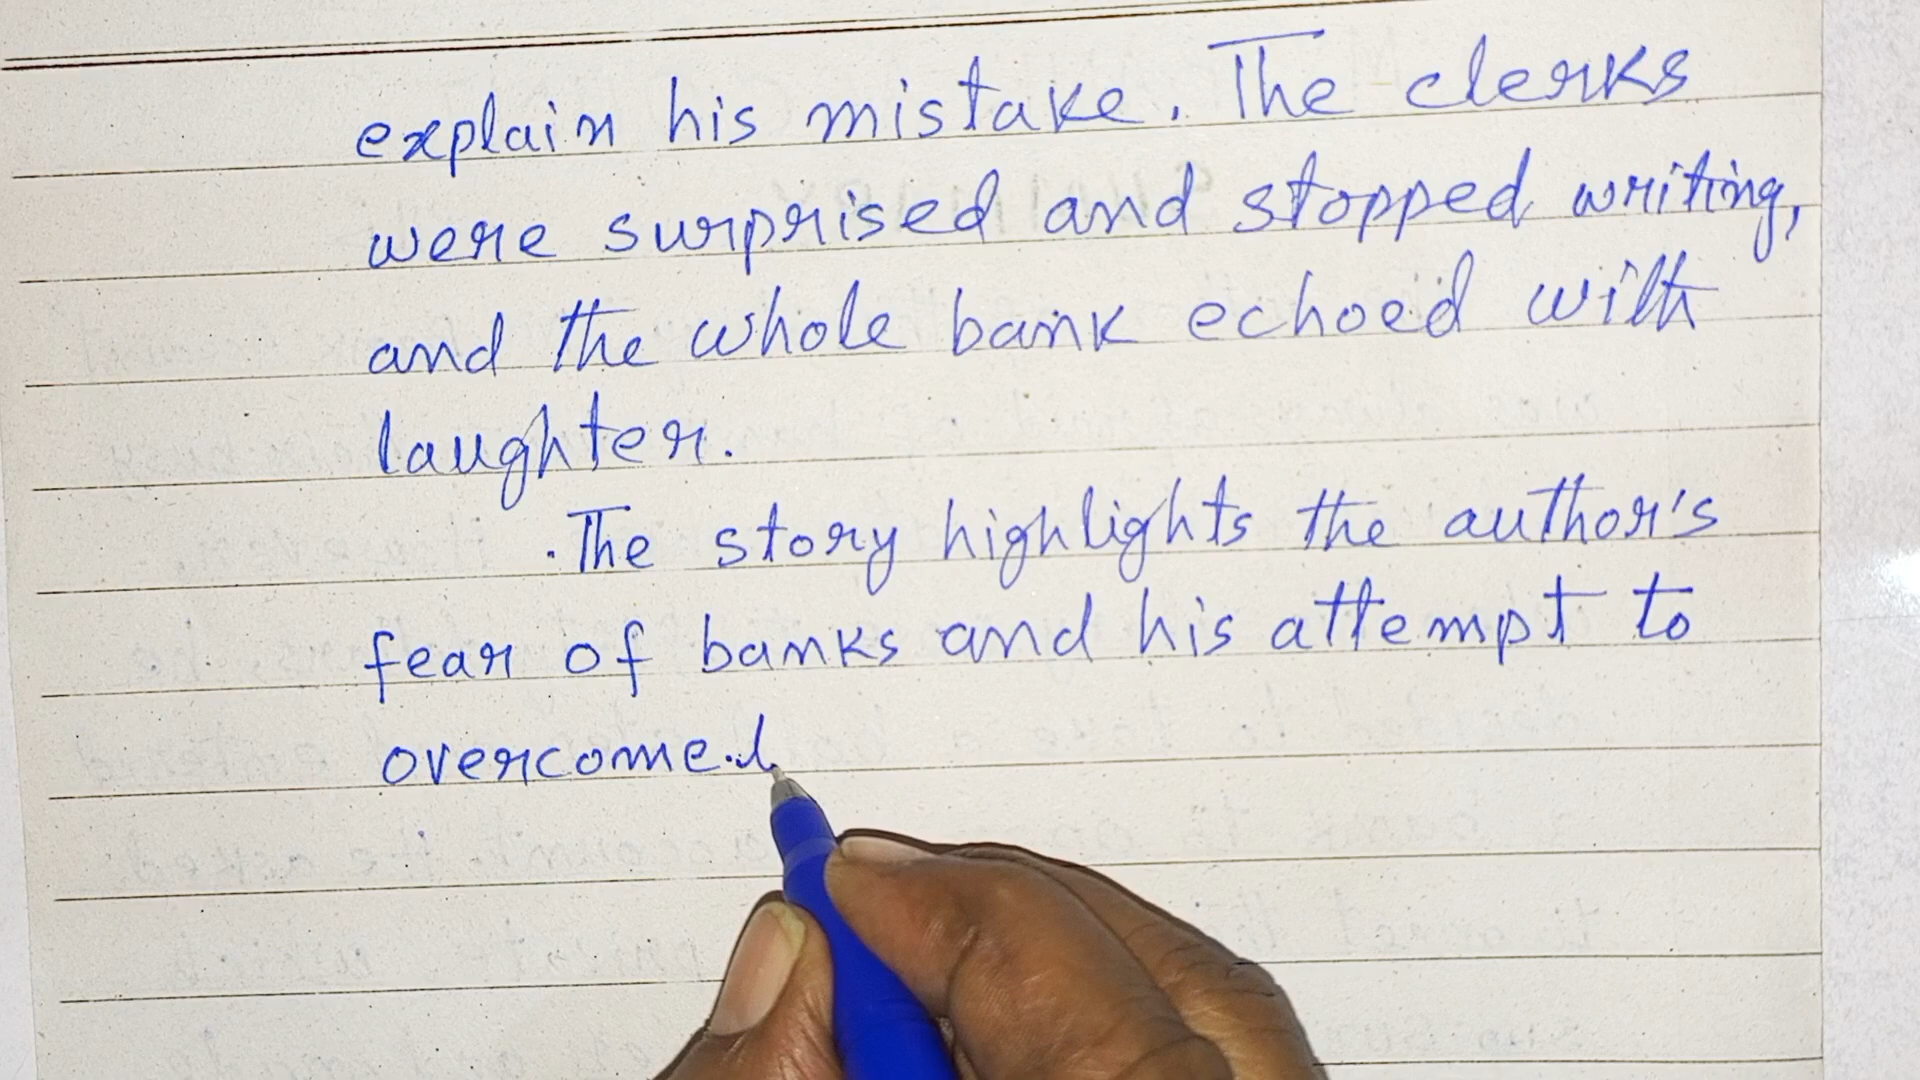 explain his mistake. The clerks
were surprised and stopped writing,
and the whole bank echoed with
laughter.
.The story highlights the author's
fear of banks and his attempt to
overcome.